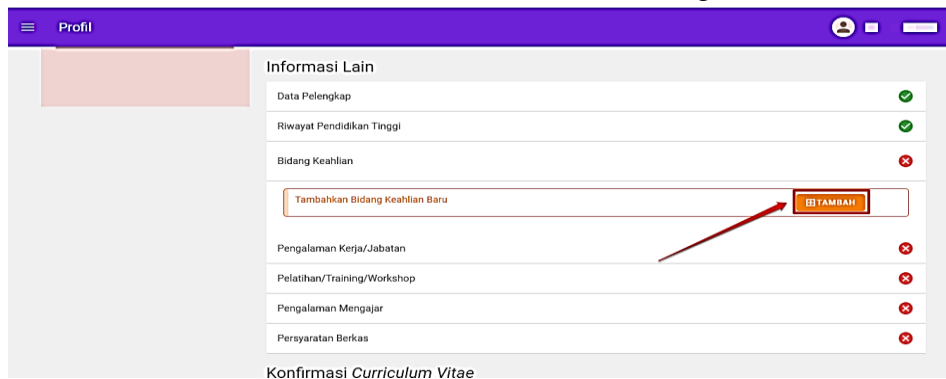 Profil
Informasi Lain
Data Pelengkap
Riwayat Pendidikan Tinggi
Bidang Keahlian
Tambahkan Bidang Keahlian Baru
TAMBAH
Pengalaman Kerja/Jabatan
Pelatihan/Training/Workshop
Pengalaman Mengajar
Persyaratan Berkas
Konfirmasi Curriculum Vitae